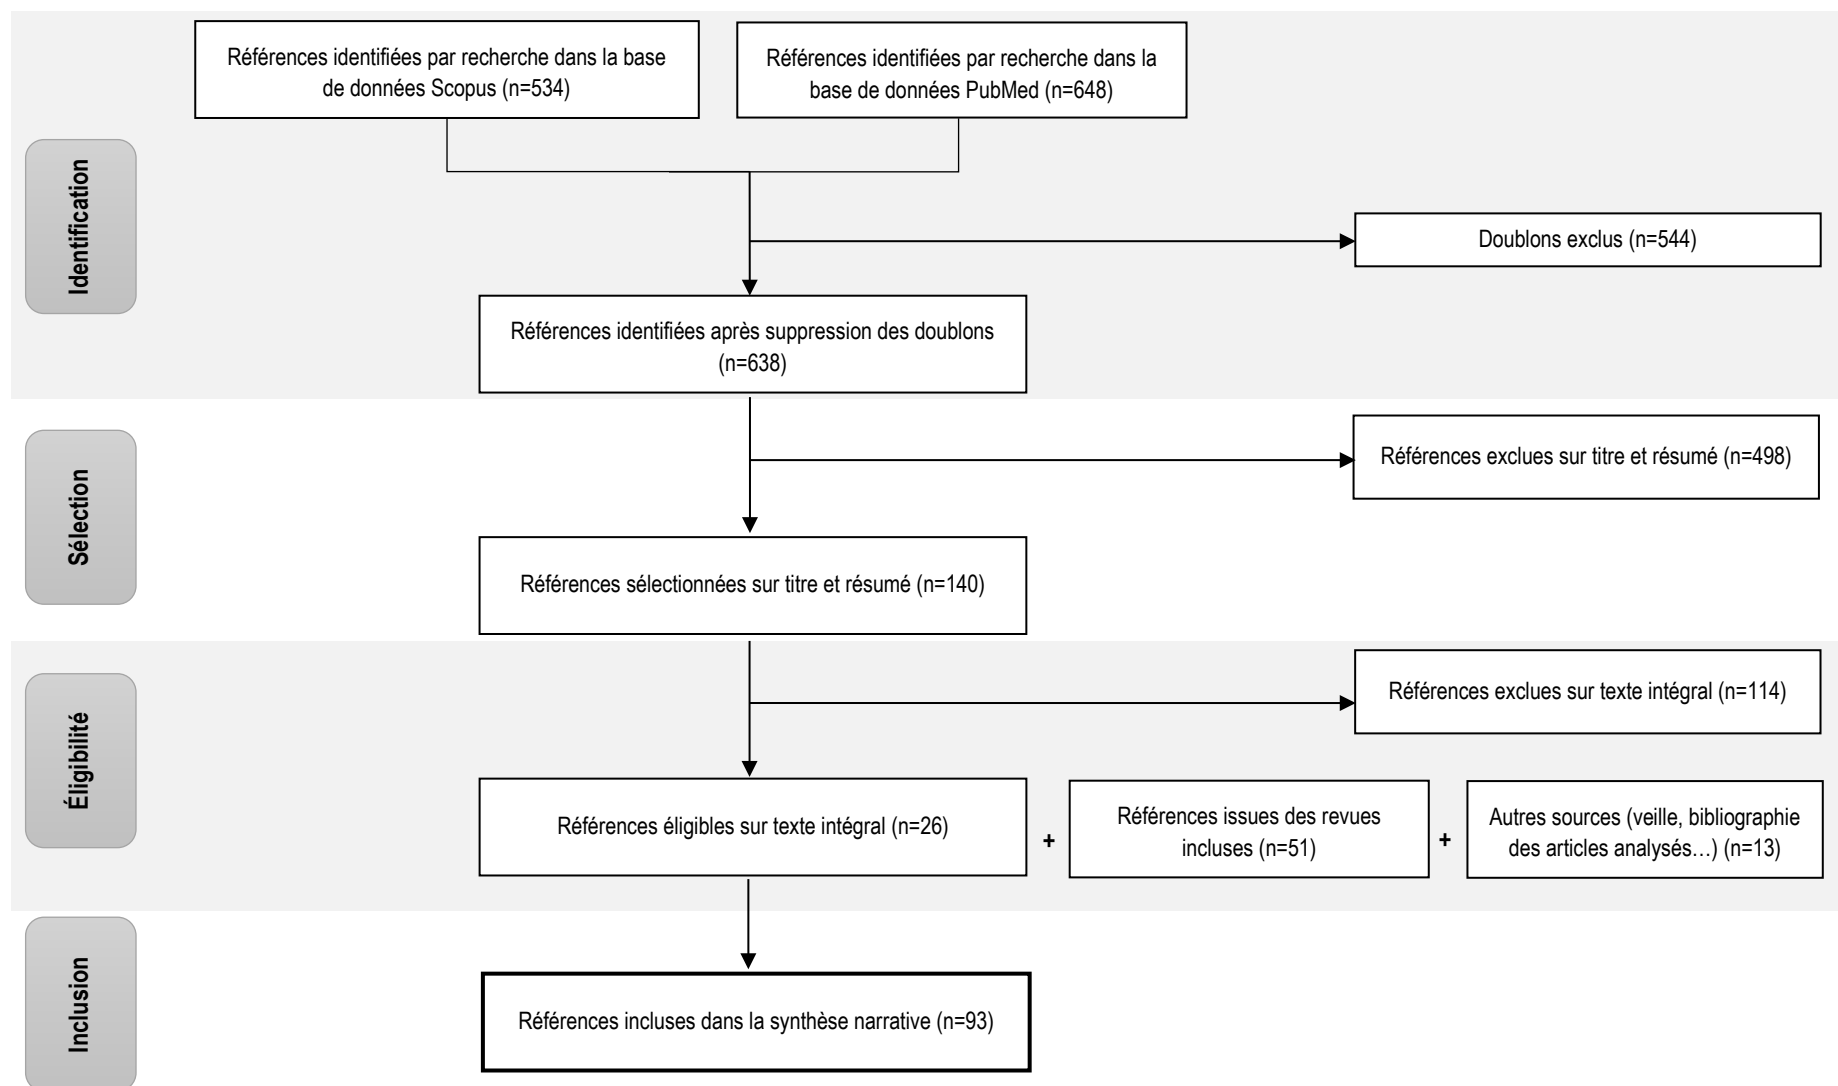 Références identifiées par recherche dans la base
de données Scopus (n=534)
Références identifiées par recherche dans la
base de données PubMed (n=648)
Identification
Doublons exclus (n=544)
Références identifiées après suppression des doublons
(n=638)
Références exclues sur titre et résumé (n=498)
Sélection
Références sélectionnées sur titre et résumé (n=140)
Références exclues sur texte intégral (n=114)
Éligibilité
Références éligibles sur texte intégral (n=26)
+
Références issues des revues
incluses (n=51)
+
Autres sources (veille, bibliographie
des articles analysés…) (n=13)
Inclusion
Références incluses dans la synthèse narrative (n=93)